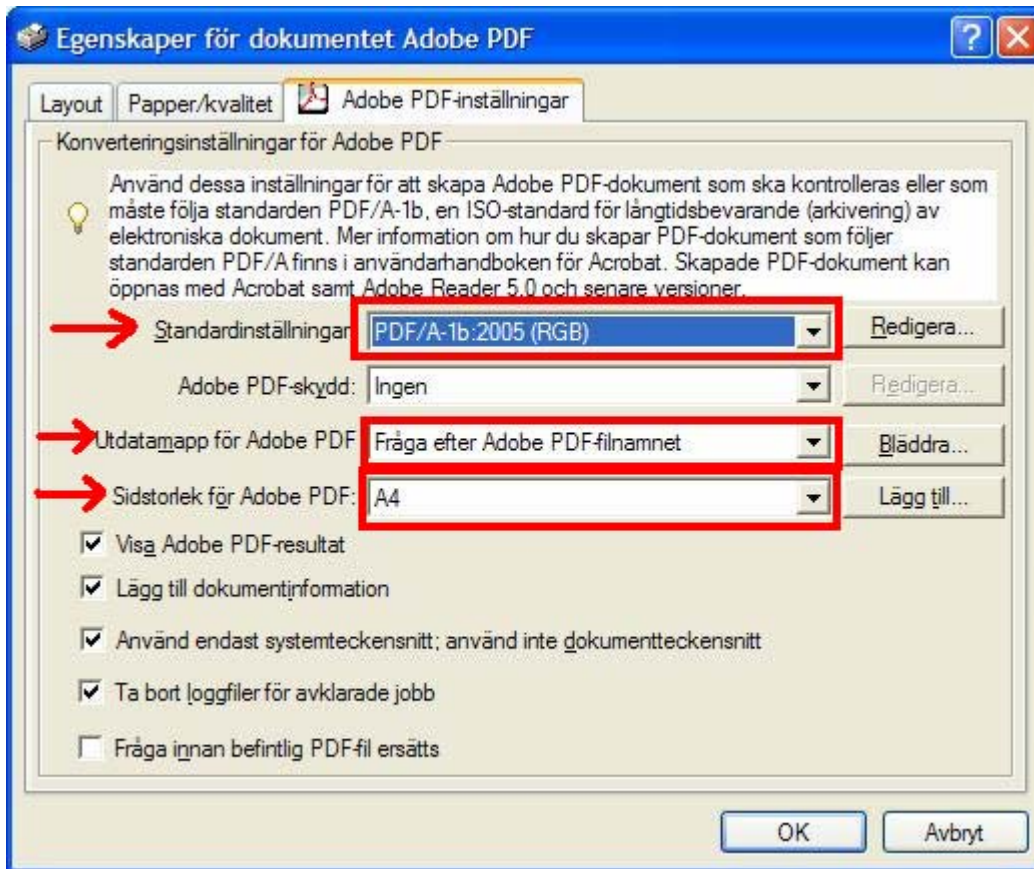 Egenskaper för dokumentet Adobe PDF
Layout Papper/kvalitet Adobe PDF-inställningar
Konverteringsinställningar för Adobe PDF
Använd dessa inställningar för att skapa Adobe PDF-dokument som ska kontrolleras eller som
måste följa standarden PDF/A-1b, en ISO-standard för långtidsbevarande (arkivering) av
elektroniska dokument. Mer information om hur du skapar PDF-dokument som följer
standarden PDF/A finns i användarhandboken för Acrobat. Skapade PDF-dokument kan
öppnas med Acrobat samt Adobe Reader 5.0 och senare versioner.
Standardinställningar PDF/A-1b:2005 (RGB) Redigera...
Adobe PDF-skydd: Ingen Redigera...
Utdatamapp för Adobe PDF Fråga efter Adobe PDF-filnamnet Bläddra...
Sidstorlek för Adobe PDF: A4 Lägg till...
Visa Adobe PDF-resultat
Lägg till dokumentinformation
Använd endast systemteckensnitt; använd inte dokumentteckensnitt
Ta bort loggfiler för avklarade jobb
Fråga innan befintlig PDF-fil ersätts
OK Avbryt